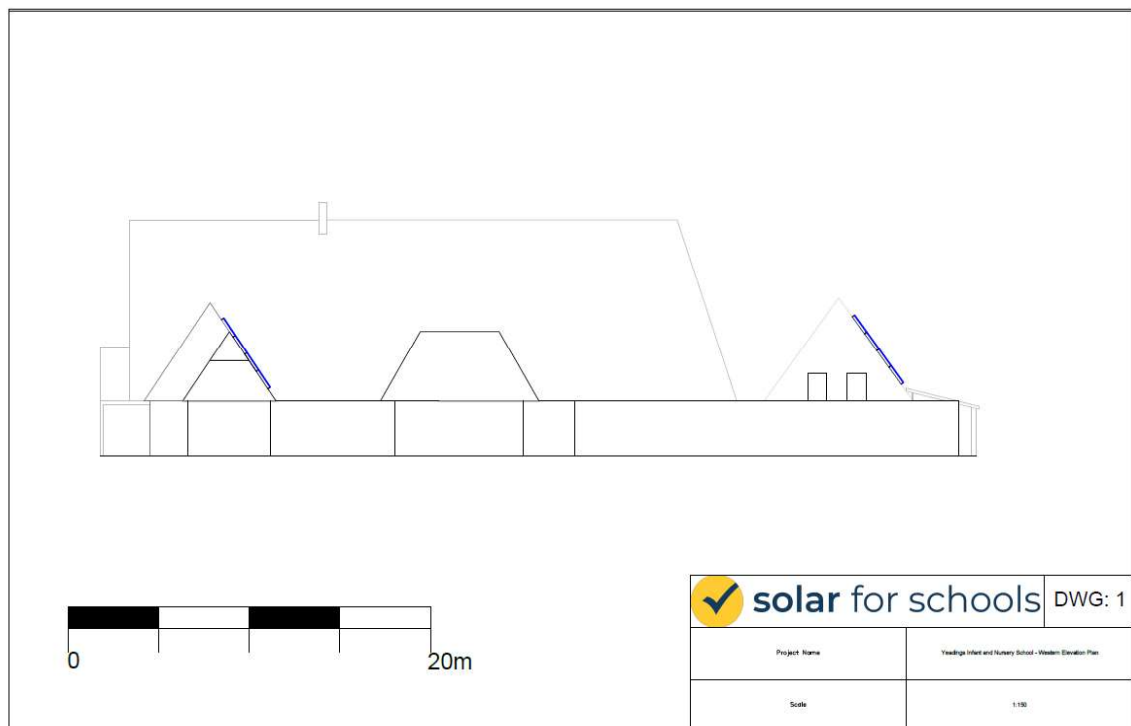 0
20m
solar for schools
DWG: 1
Project Name
Yeadings Infant and Nursery School - Western Elevation Plan
Scale
1:150